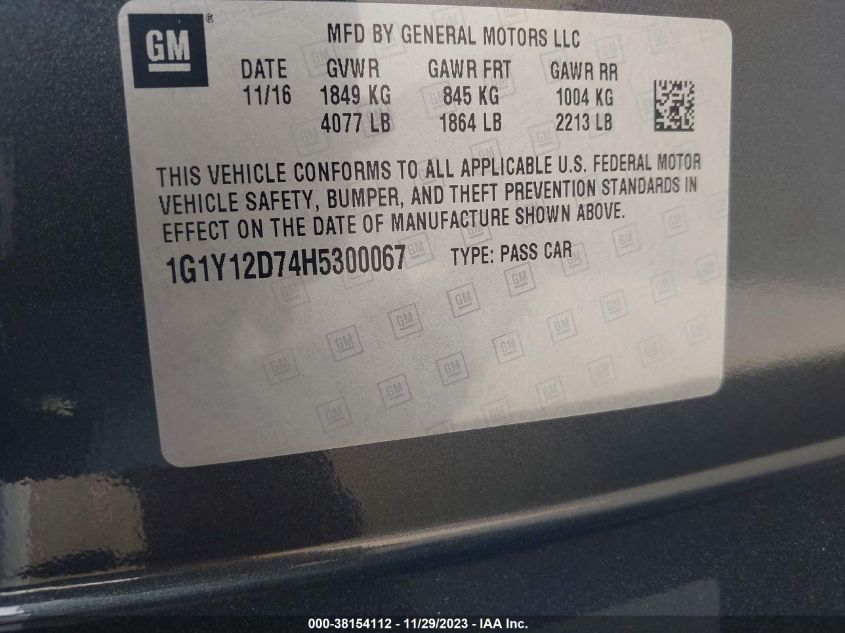 GM
MFD BY GENERAL MOTORS LLC
DATE GVWR GAWR FRT GAWR RR
11/16 1849 KG 845 KG 1004 KG
4077 LB 1864 LB 2213 LB
THIS VEHICLE CONFORMS TO ALL APPLICABLE U.S. FEDERAL MOTOR
VEHICLE SAFETY, BUMPER, AND THEFT PREVENTION STANDARDS IN
EFFECT ON THE DATE OF MANUFACTURE SHOWN ABOVE.
1G1Y12D74H5300067 TYPE: PASS CAR
000-38154112 — 11/29/2023 — IAAI Inc.